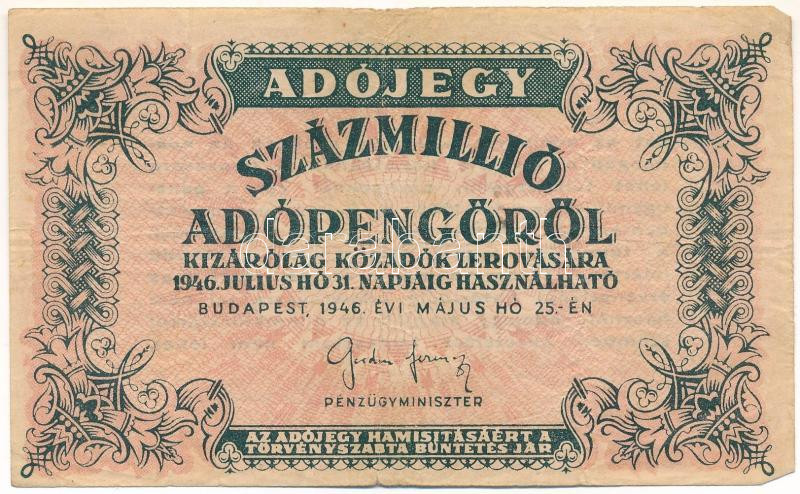 ADÓJEGY
SZÁZMILLIÓ
ADÓPENGŐRŐL
KIZÁRÓLAG KÖZADÓK LEROVÁSÁRA
1946. JULIUS HÓ 31. NAPJÁIG HASZNÁLHATÓ
BUDAPEST, 1946. ÉVI MÁJUS HÓ 25.-ÉN
PÉNZÜGYMINISZTER
AZ ADÓJEGY HAMISÍTÁSÁÉRT A
TÖRVÉNYSZABTA BÜNTETÉS JÁR